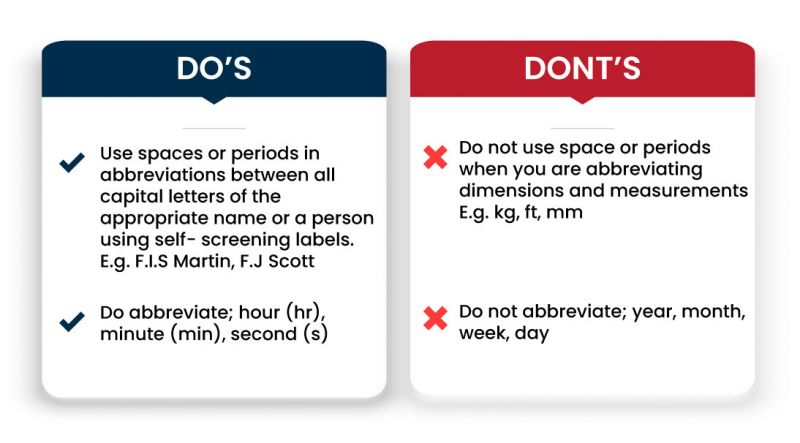 DO'S
Use spaces or periods in
abbreviations between all
capital letters of the
appropriate name or a person
using self- screening labels.
E.g. F.I.S Martin, F.J Scott
Do abbreviate; hour (hr),
minute (min), second (s)
DONT'S
Do not use space or periods
when you are abbreviating
dimensions and measurements
E.g. kg, ft, mm
Do not abbreviate; year, month,
week, day